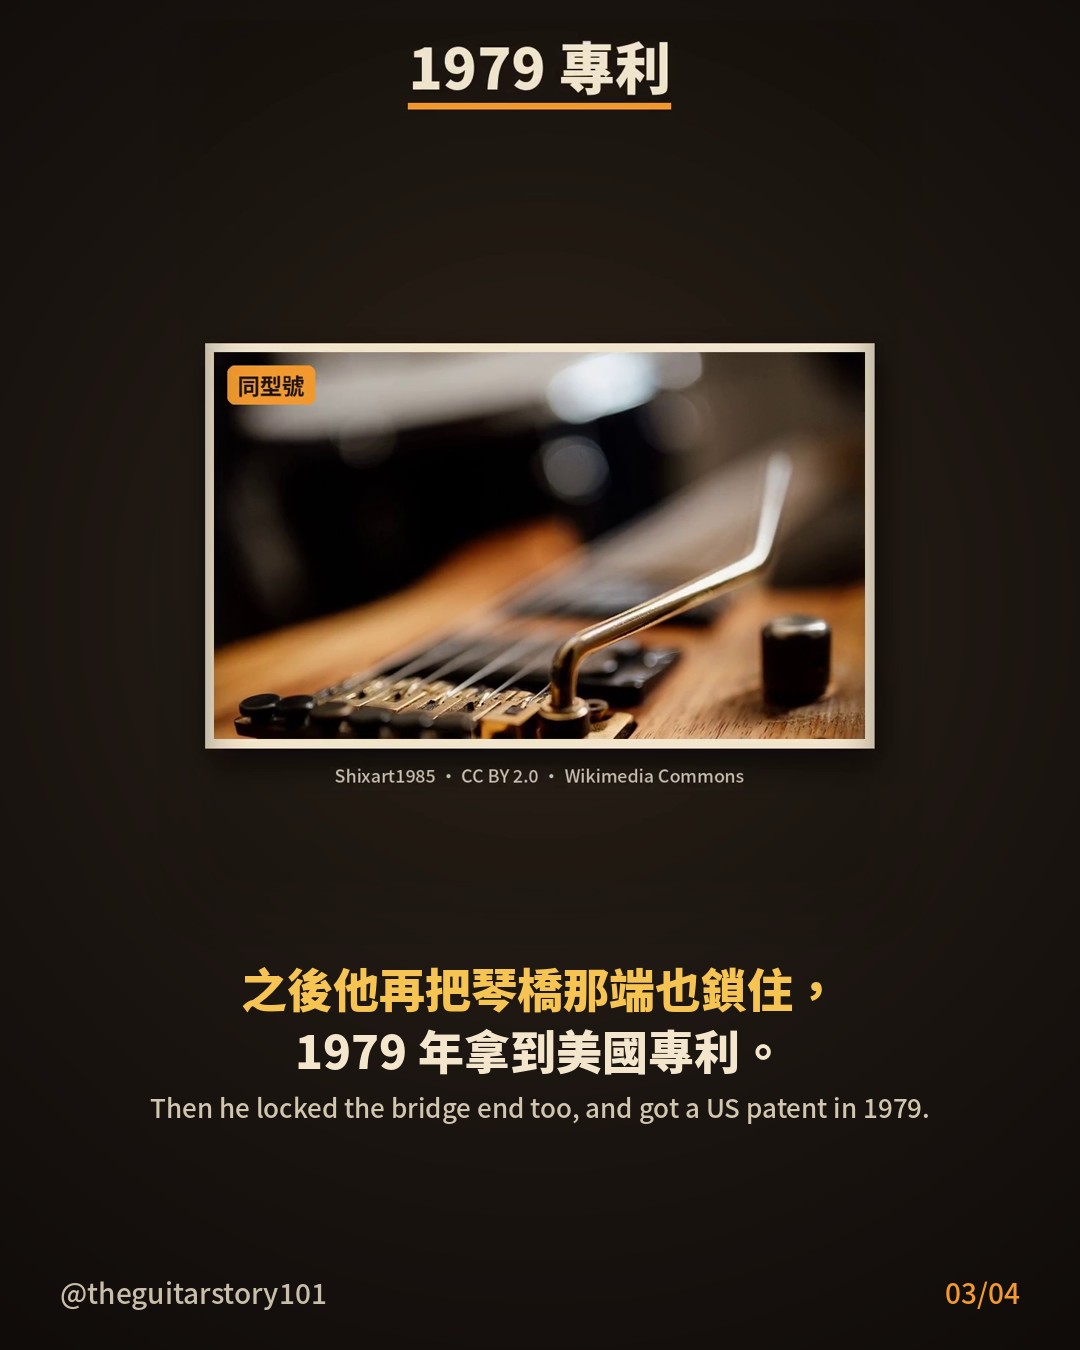 1979 專利
同型號
Shixart1985 · CC BY 2.0 · Wikimedia Commons
之後他再把琴橋那端也鎖住，
1979 年拿到美國專利。
Then he locked the bridge end too, and got a US patent in 1979.
@theguitarstory101
03/04